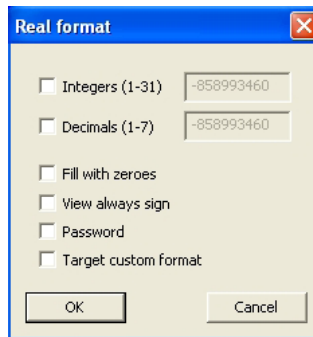 Real format
Integers (1-31) -858993460
Decimals (1-7) -858993460
Fill with zeroes
View always sign
Password
Target custom format
OK Cancel